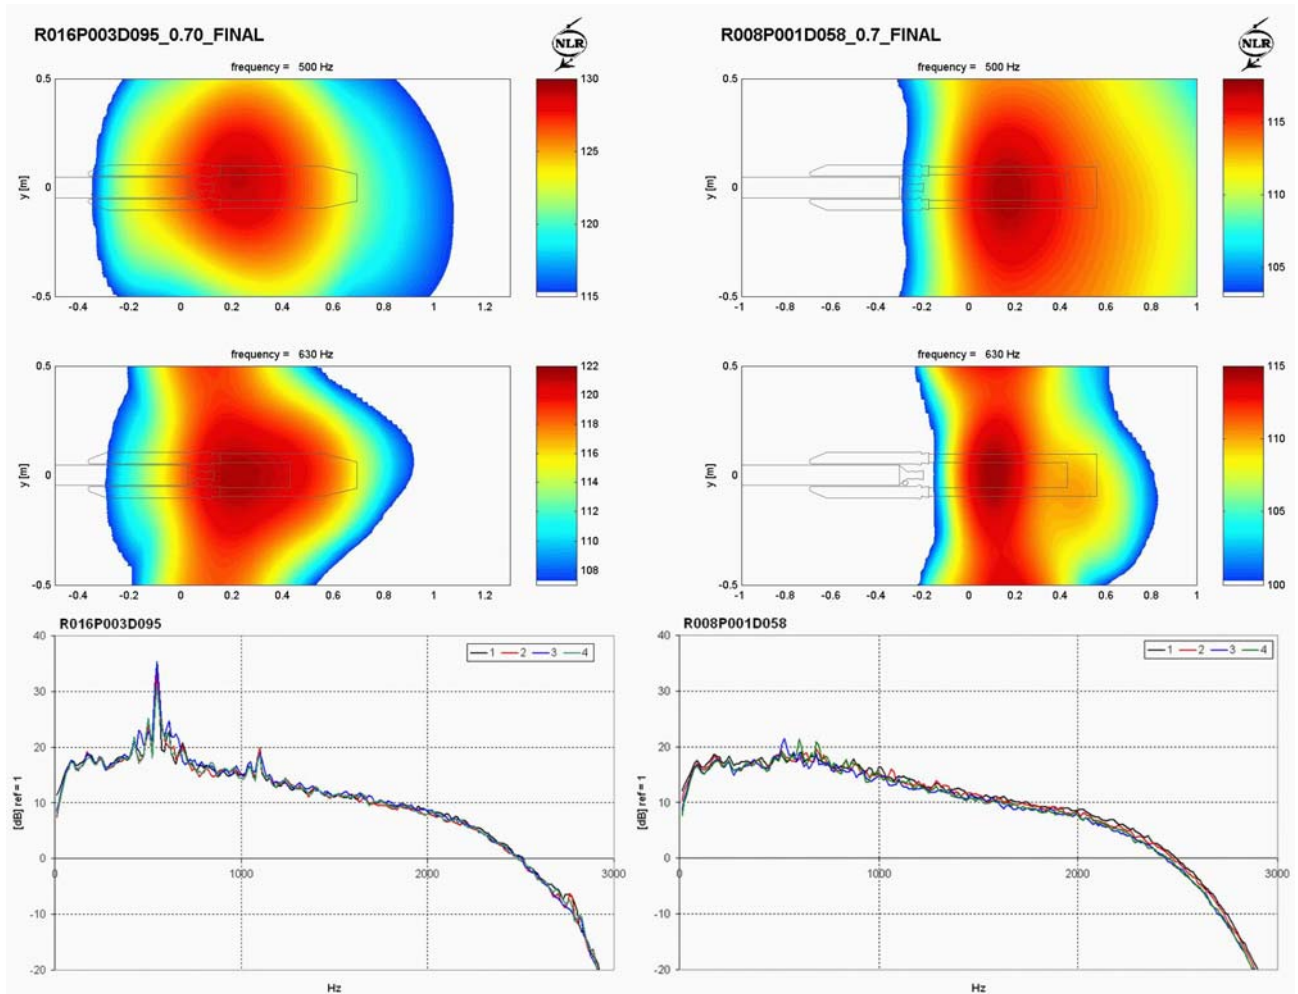 R016P003D095_0.70_FINAL
NLR
frequency = 500 Hz
0.5
0
-0.5
y [m]
-0.4 -0.2 0 0.2 0.4 0.6 0.8 1 1.2
130
125
120
115
R008P001D058_0.7_FINAL
NLR
frequency = 500 Hz
0.5
0
-0.5
y [m]
-1 -0.8 -0.6 -0.4 -0.2 0 0.2 0.4 0.6 0.8 1
115
110
105
frequency = 630 Hz
0.5
0
-0.5
y [m]
-0.4 -0.2 0 0.2 0.4 0.6 0.8 1 1.2
122
120
118
116
114
112
110
108
frequency = 630 Hz
0.5
0
-0.5
y [m]
-1 -0.8 -0.6 -0.4 -0.2 0 0.2 0.4 0.6 0.8 1
115
110
105
100
R016P003D095
40
30
20
10
0
-10
-20
[dB] ref = 1
1 2 3 4
1000 2000 3000
0
Hz
R008P001D058
40
30
20
10
0
-10
-20
[dB] ref = 1
1 2 3 4
0 1000 2000 3000
Hz